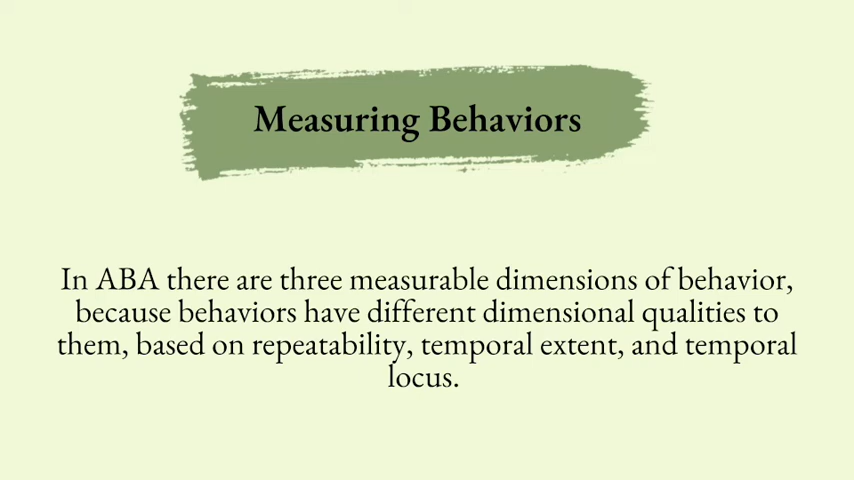 Measuring Behaviors
In ABA there are three measurable dimensions of behavior,
because behaviors have different dimensional qualities to
them, based on repeatability, temporal extent, and temporal
locus.